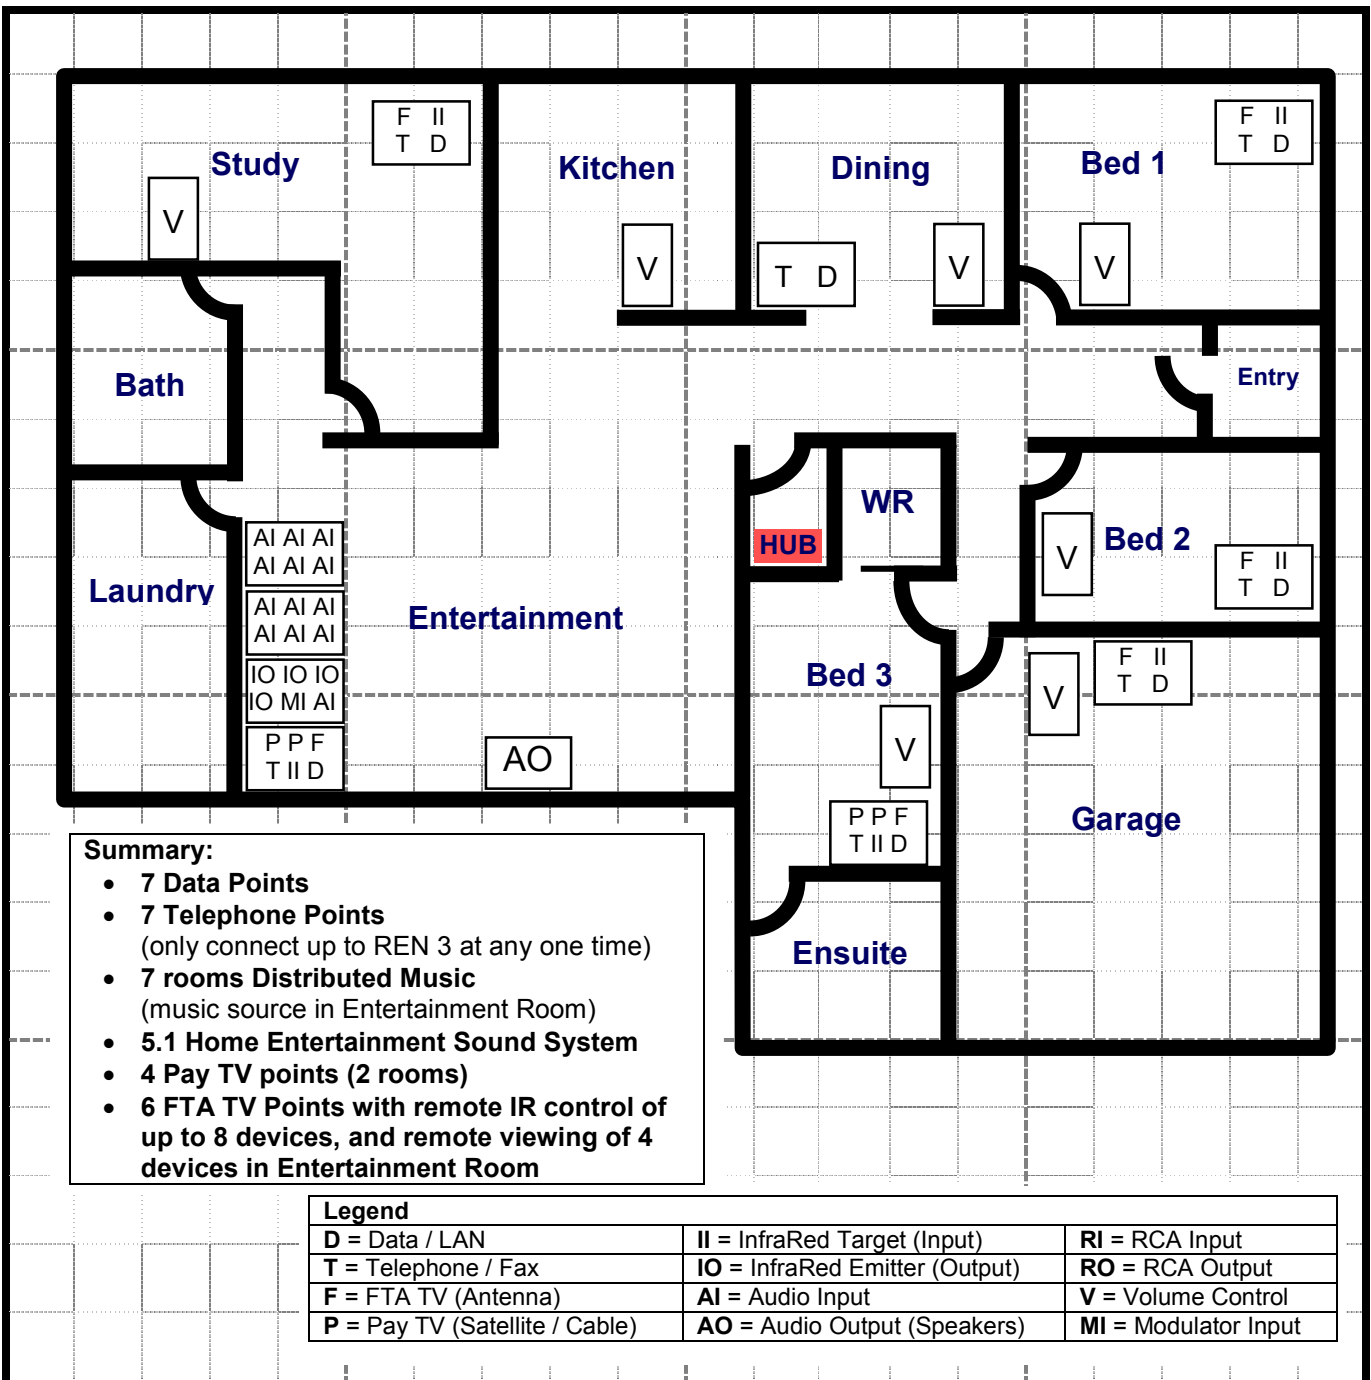 F II
T D
F II
T D
Study
Kitchen
Dining
Bed 1
V
V
T D
V
V
Bath
Entry
WR
HUB
Bed 2
V
F II
T D
AI AI AI
AI AI AI
Laundry
AI AI AI
AI AI AI
Entertainment
IO IO IO
IO MI AI
Bed 3
V
F II
T D
P P F
T II D
AO
V
P P F
T II D
Garage
Ensuite
Summary:
• 7 Data Points
• 7 Telephone Points
(only connect up to REN 3 at any one time)
• 7 rooms Distributed Music
(music source in Entertainment Room)
• 5.1 Home Entertainment Sound System
• 4 Pay TV points (2 rooms)
• 6 FTA TV Points with remote IR control of
up to 8 devices, and remote viewing of 4
devices in Entertainment Room
Legend
D = Data / LAN II = InfraRed Target (Input) RI = RCA Input
T = Telephone / Fax IO = InfraRed Emitter (Output) RO = RCA Output
F = FTA TV (Antenna) AI = Audio Input V = Volume Control
P = Pay TV (Satellite / Cable) AO = Audio Output (Speakers) MI = Modulator Input